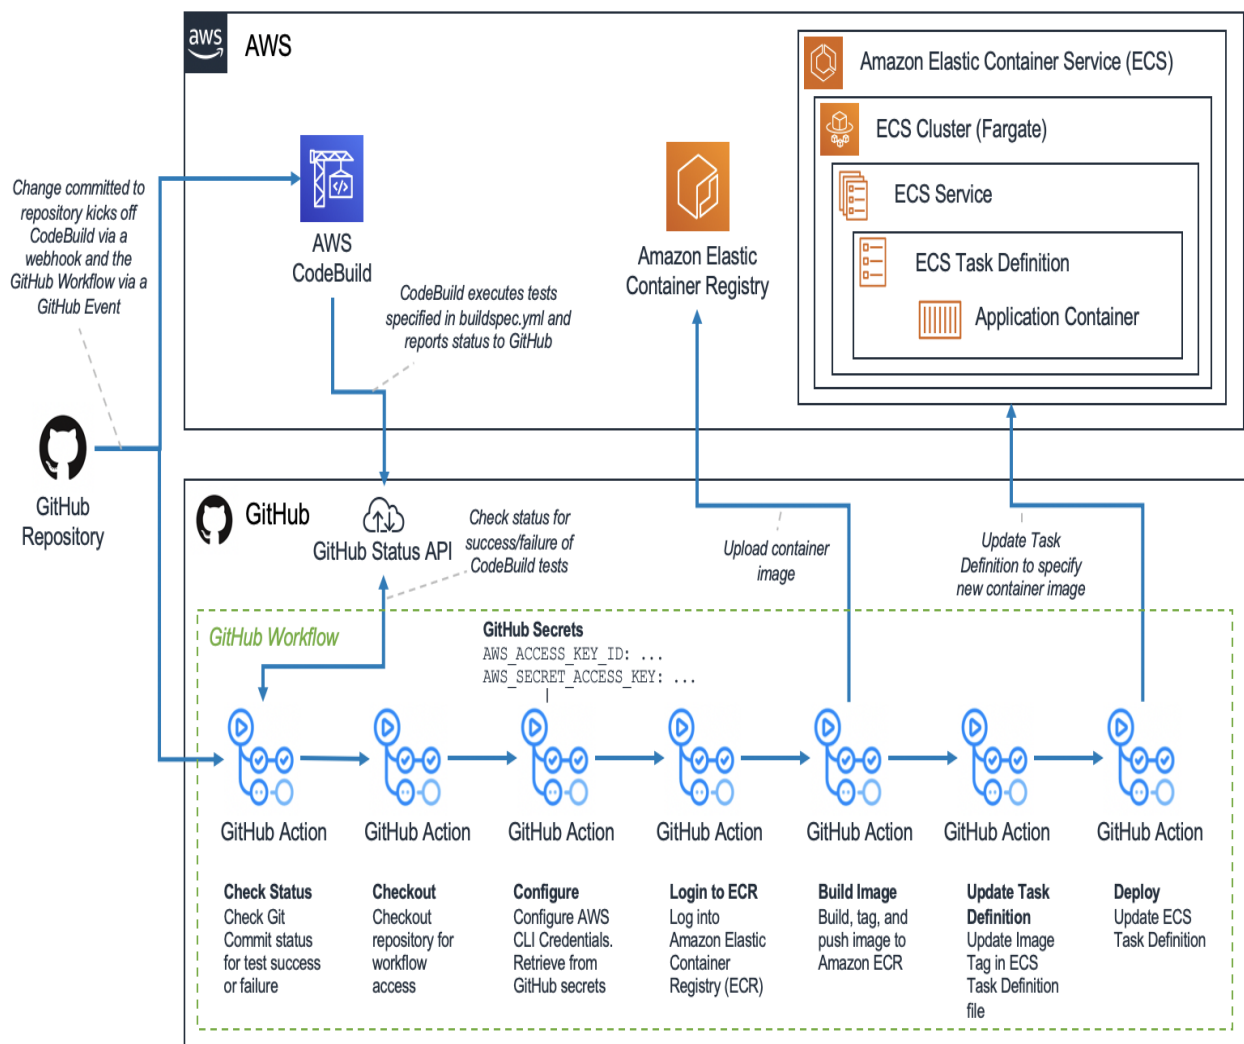 aws
AWS
Amazon Elastic Container Service (ECS)
ECS Cluster (Fargate)
ECS Service
ECS Task Definition
Application Container
AWS
CodeBuild
Amazon Elastic
Container Registry
Change committed to
repository kicks off
CodeBuild via a
webhook and the
GitHub Workflow via a
GitHub Event
CodeBuild executes tests
specified in buildspec.yml and
reports status to GitHub
GitHub
Repository
GitHub
GitHub Status API
Check status for
success/failure of
CodeBuild tests
Upload container
image
Update Task
Definition to specify
new container image
GitHub Workflow
GitHub Secrets
AWS_ACCESS_KEY_ID: ...
AWS_SECRET_ACCESS_KEY: ...
GitHub Action
GitHub Action
GitHub Action
GitHub Action
GitHub Action
GitHub Action
GitHub Action
Check Status
Check Git
Commit status
for test success
or failure
Checkout
Checkout
repository for
workflow
access
Configure
Configure AWS
CLI Credentials.
Retrieve from
GitHub secrets
Login to ECR
Log into
Amazon Elastic
Container
Registry (ECR)
Build Image
Build, tag, and
push image to
Amazon ECR
Update Task
Definition
Update Image
Tag in ECS
Task Definition
file
Deploy
Update ECS
Task Definition